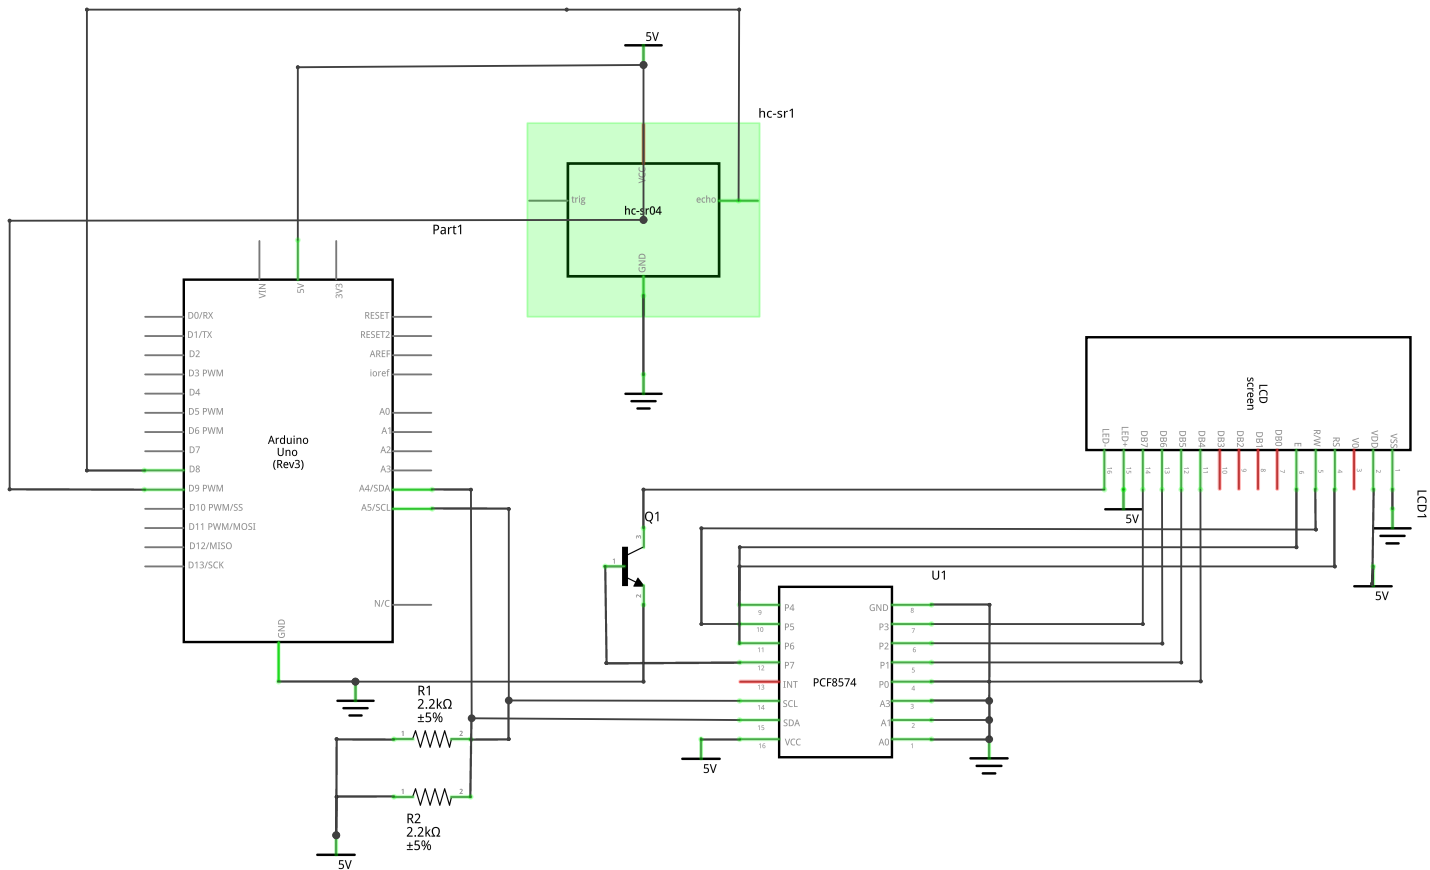 5V
hc-sr1
VCC
trig
echo
hc-sr04
GND
Part1
VIN
5V
3V3
D0/RX
RESET
D1/TX
RESET2
D2
AREF
D3 PWM
ioref
D4
D5 PWM
A0
D6 PWM
A1
D7
A2
D8
A3
D9 PWM
A4/SDA
D10 PWM/SS
A5/SCL
D11 PWM/MOSI
D12/MISO
D13/SCK
N/C
GND
Arduino
Uno
(Rev3)
LCD
screen
LED-
LED+
DB7
DB6
DB5
DB4
DB3
DB2
DB1
DB0
E
R/W
RS
V0
VDD
VSS
16
15
14
13
12
11
10
9
8
7
6
5
4
3
2
1
LCD1
5V
5V
Q1
3
1
2
U1
PCF8574
P4
9
GND
8
P5
10
P3
7
P6
11
P2
6
P7
12
P1
5
INT
13
P0
4
SCL
14
A3
3
SDA
15
A1
2
VCC
16
A0
1
5V
R1
2.2kΩ
±5%
1
2
1
2
R2
2.2kΩ
±5%
5V